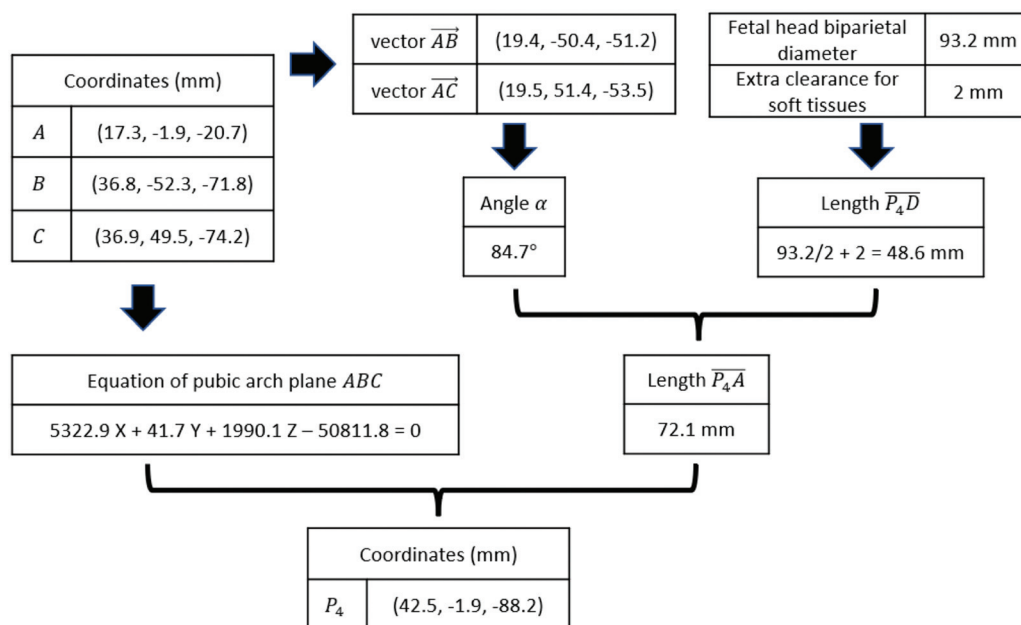 Coordinates (mm)
A (17.3, -1.9, -20.7)
B (36.8, -52.3, -71.8)
C (36.9, 49.5, -74.2)
vector AB (19.4, -50.4, -51.2)
vector AC (19.5, 51.4, -53.5)
Fetal head biparietal
diameter 93.2 mm
Extra clearance for
soft tissues 2 mm
Angle α
84.7°
Length P₄D
93.2/2 + 2 = 48.6 mm
Equation of pubic arch plane ABC
5322.9 X + 41.7 Y + 1990.1 Z – 50811.8 = 0
Length P₄A
72.1 mm
Coordinates (mm)
P₄ (42.5, -1.9, -88.2)